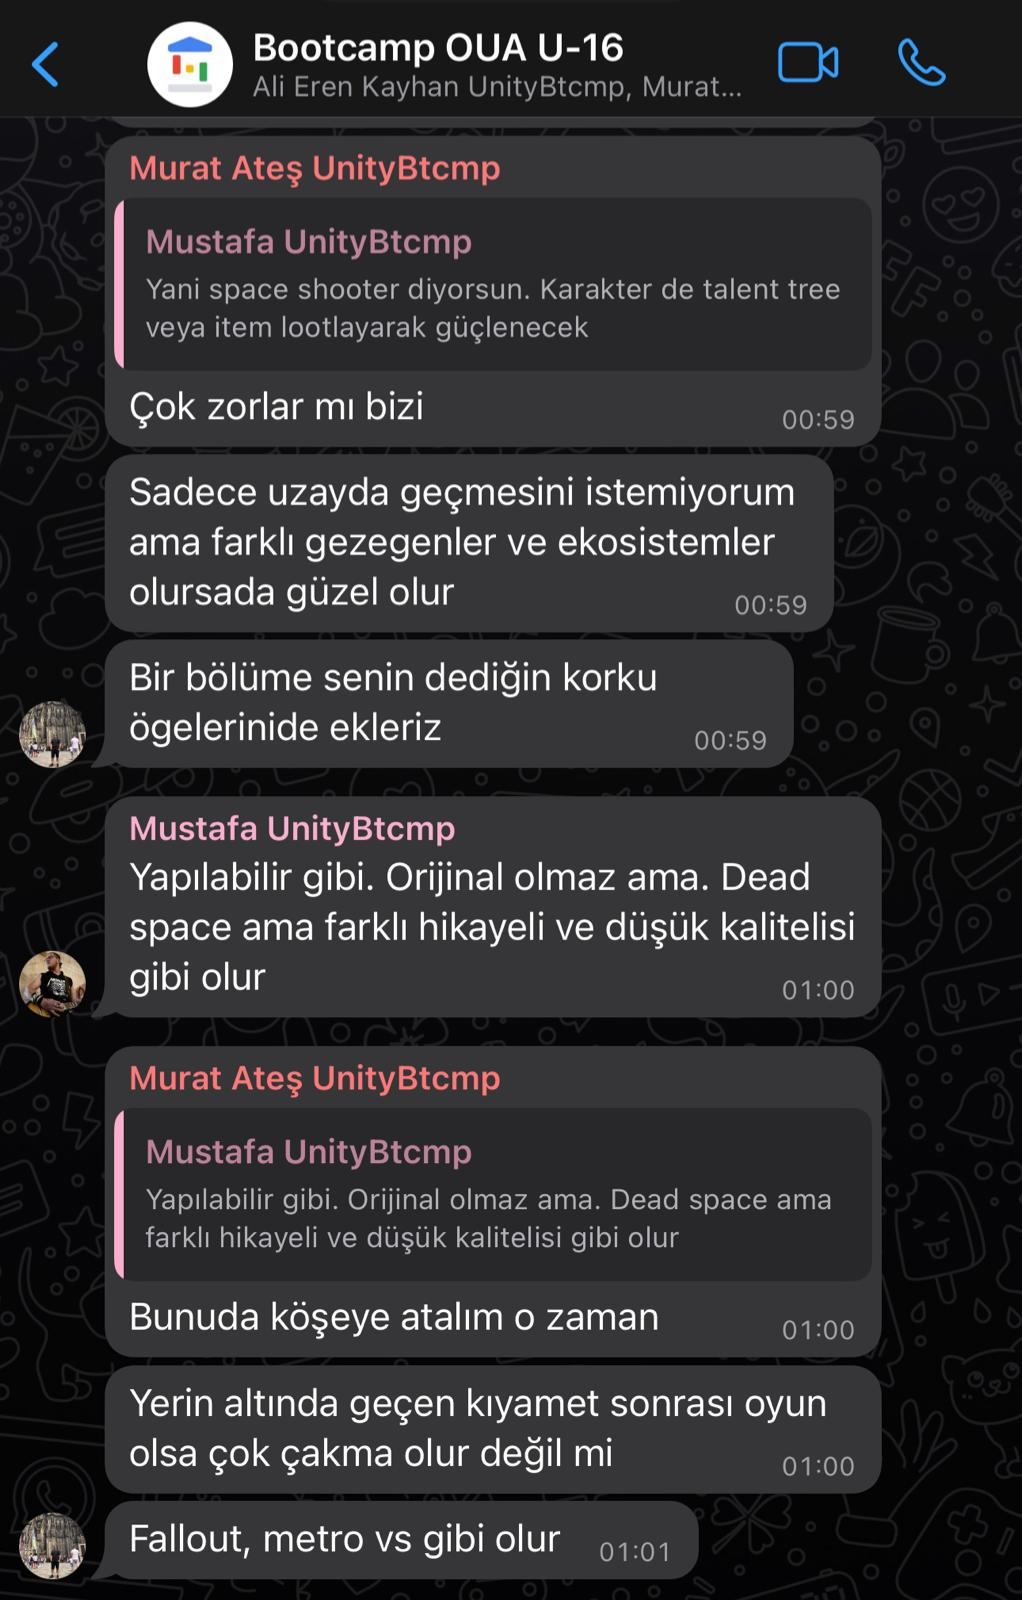 Bootcamp OUA U-16
Ali Eren Kayhan UnityBtcmp, Murat...
Murat Ateş UnityBtcmp
Mustafa UnityBtcmp
Yani space shooter diyorsun. Karakter de talent tree
veya item lootlayarak güçlenecek
Çok zorlar mı bizi
00:59
Sadece uzayda geçmesini istemiyorum
ama farklı gezegenler ve ekosistemler
olursada güzel olur
00:59
Bir bölüme senin dediğin korku
ögelerinide ekleriz
00:59
Mustafa UnityBtcmp
Yapılabilir gibi. Orijinal olmaz ama. Dead
space ama farklı hikayeli ve düşük kalitelisi
gibi olur
01:00
Murat Ateş UnityBtcmp
Mustafa UnityBtcmp
Yapılabilir gibi. Orijinal olmaz ama. Dead space ama
farklı hikayeli ve düşük kalitelisi gibi olur
Bunuda köşeye atalım o zaman
01:00
Yerin altında geçen kıyamet sonrası oyun
olsa çok çakma olur değil mi
01:00
Fallout, metro vs gibi olur
01:01